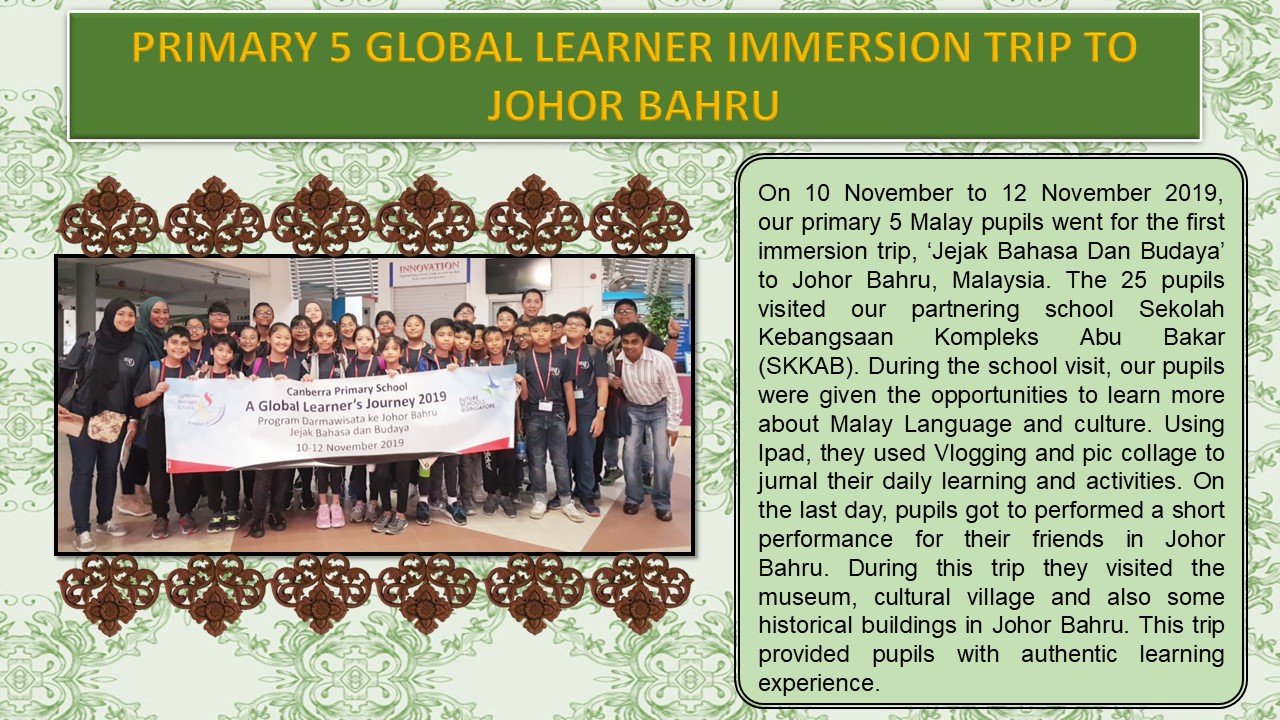 PRIMARY 5 GLOBAL LEARNER IMMERSION TRIP TO
JOHOR BAHRU
INNOVATION
Canberra Primary School
A Global Learner's Journey 2019
Program Darmawisata ke Johor Bahru
Jejak Bahasa dan Budaya
10-12 November 2019
FUTURE
SCHOOLS
@SINGAPORE
On 10 November to 12 November 2019,
our primary 5 Malay pupils went for the first
immersion trip, ‘Jejak Bahasa Dan Budaya’
to Johor Bahru, Malaysia. The 25 pupils
visited our partnering school Sekolah
Kebangsaan Kompleks Abu Bakar
(SKKAB). During the school visit, our pupils
were given the opportunities to learn more
about Malay Language and culture. Using
Ipad, they used Vlogging and pic collage to
jurnal their daily learning and activities. On
the last day, pupils got to performed a short
performance for their friends in Johor
Bahru. During this trip they visited the
museum, cultural village and also some
historical buildings in Johor Bahru. This trip
provided pupils with authentic learning
experience.